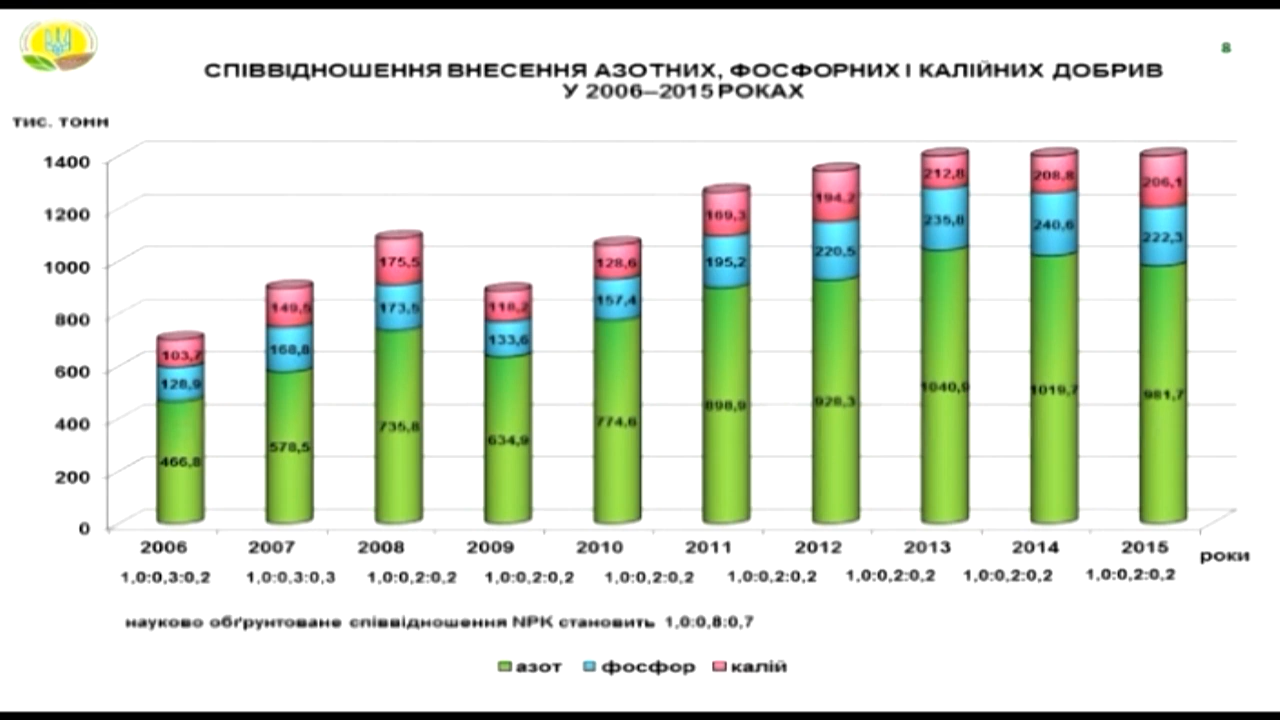 8
СПІВВІДНОШЕННЯ ВНЕСЕННЯ АЗОТНИХ, ФОСФОРНИХ І КАЛІЙНИХ ДОБРИВ
У 2006–2015 РОКАХ
тис. тонн
1400
1200
1000
800
600
400
200
0
103,7 149,5 175,5 118,2 128,6 169,3 194,2 212,8 208,8 206,1
128,9 168,8 173,5 133,6 157,4 195,2 220,5 235,8 240,6 222,3
466,8 578,5 735,8 634,9 774,6 898,9 928,3 1040,9 1019,7 981,7
2006 2007 2008 2009 2010 2011 2012 2013 2014 2015
роки
1,0:0,3:0,2 1,0:0,3:0,3 1,0:0,2:0,2 1,0:0,2:0,2 1,0:0,2:0,2 1,0:0,2:0,2 1,0:0,2:0,2 1,0:0,2:0,2 1,0:0,2:0,2
науково обґрунтоване співвідношення NPK становить 1,0:0,8:0,7
азот фосфор калій